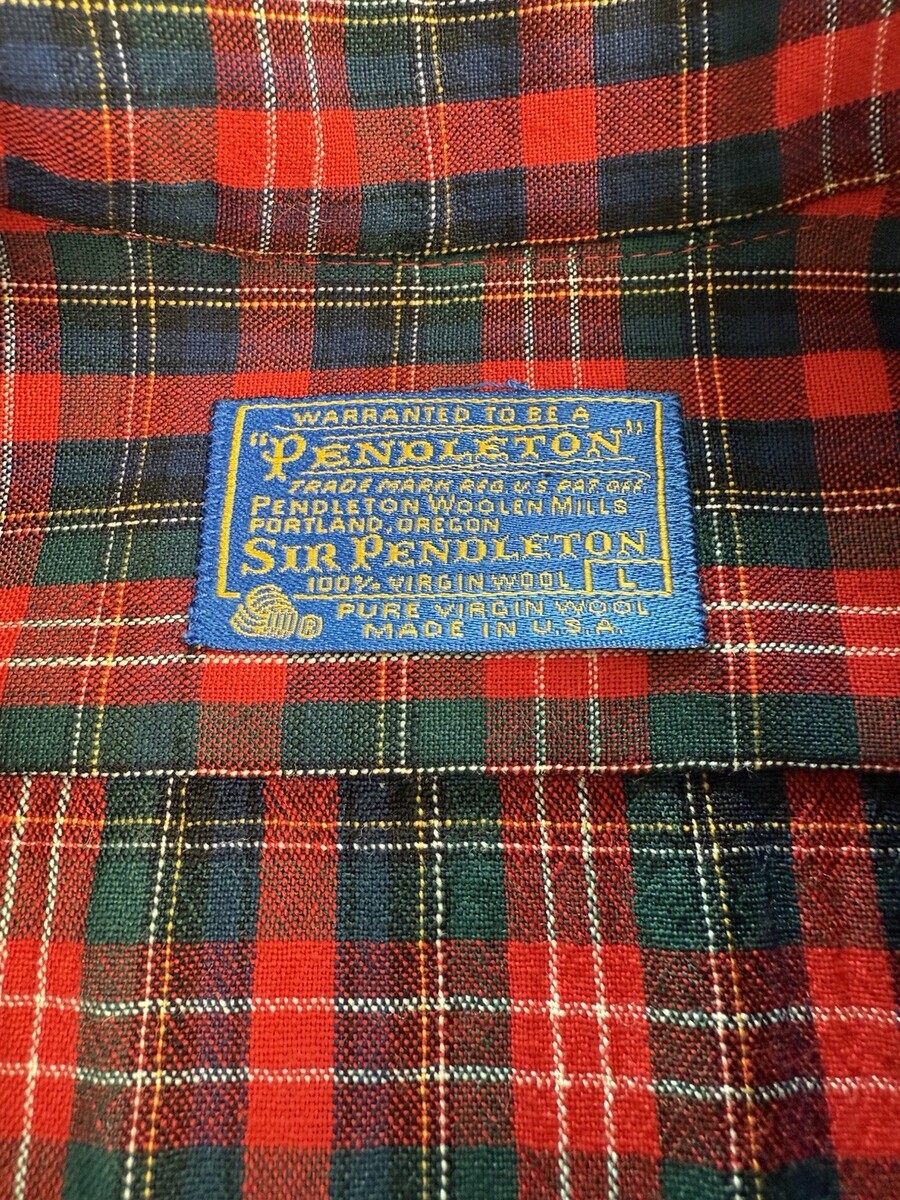 WARRANTED TO BE A
"PENDLETON"
TRADE MARK REG. U.S. PAT. OFF.
PENDLETON WOOLEN MILLS
PORTLAND, OREGON
SIR PENDLETON
100% VIRGIN WOOL L
® PURE VIRGIN WOOL
MADE IN U.S.A.